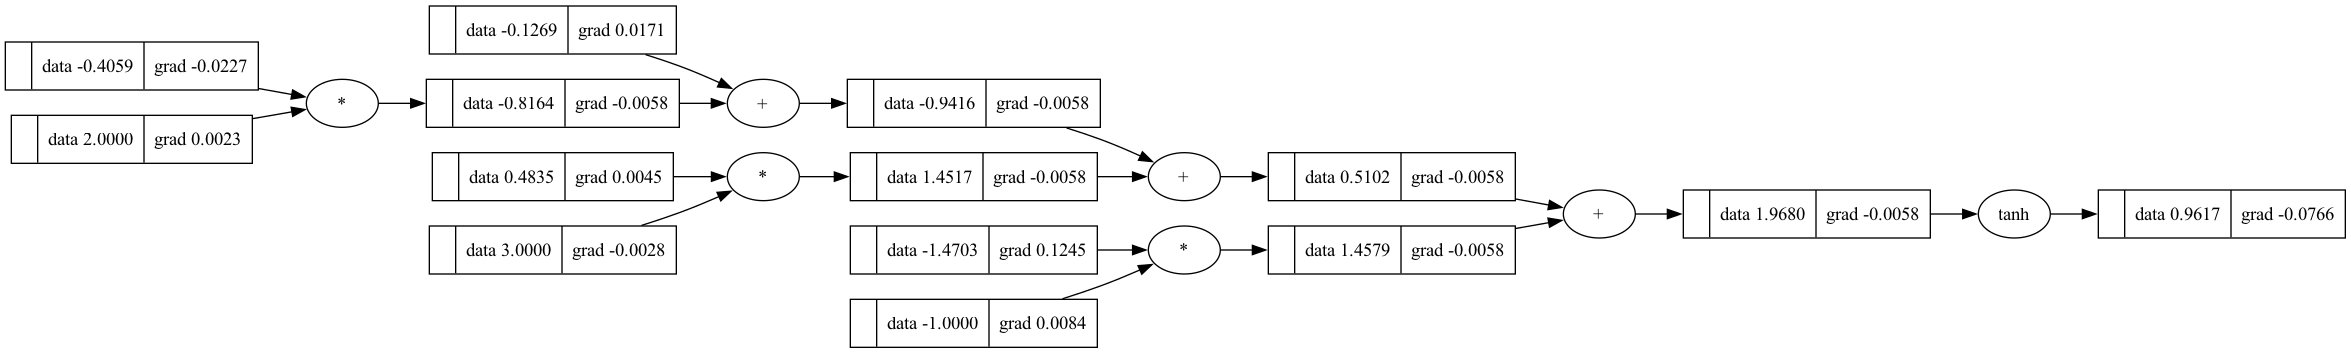 data -0.1269 grad 0.0171
data -0.4059 grad -0.0227
*
data -0.8164 grad -0.0058
+
data -0.9416 grad -0.0058
data 2.0000 grad 0.0023
data 0.4835 grad 0.0045
*
data 1.4517 grad -0.0058
+
data 0.5102 grad -0.0058
+
data 1.9680 grad -0.0058
tanh
data 0.9617 grad -0.0766
data 3.0000 grad -0.0028
data -1.4703 grad 0.1245
*
data 1.4579 grad -0.0058
data -1.0000 grad 0.0084